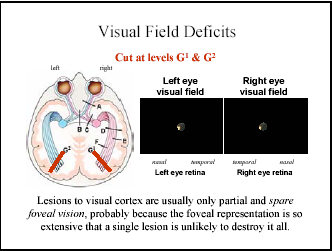 Visual Field Deficits
Cut at levels G¹ & G²
left right
A
B C D
E
F
G² G¹
Left eye
visual field
Right eye
visual field
nasal temporal temporal nasal
Left eye retina Right eye retina
Lesions to visual cortex are usually only partial and spare
foveal vision, probably because the foveal representation is so
extensive that a single lesion is unlikely to destroy it all.